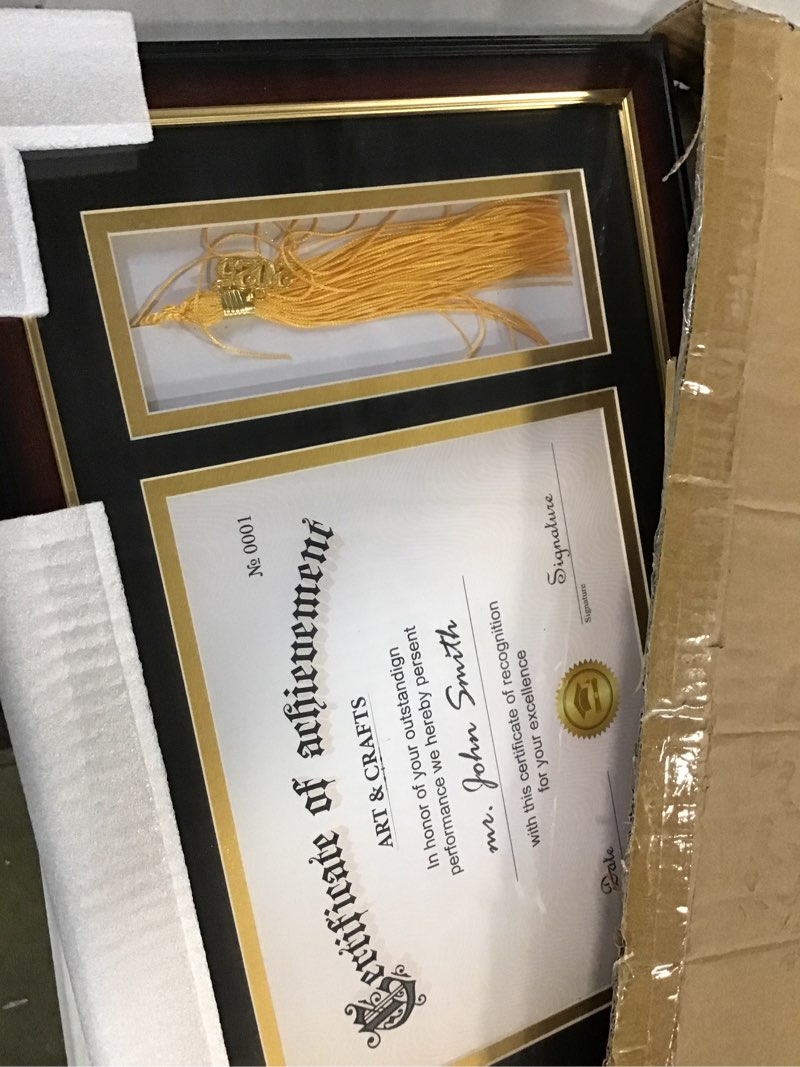 № 0001
Certificate of achievement
ART & CRAFTS
In honor of your outstandign
performance we hereby persent
mr. John Smith
with this certificate of recognition
for your excellence
Date
Signature
Signature